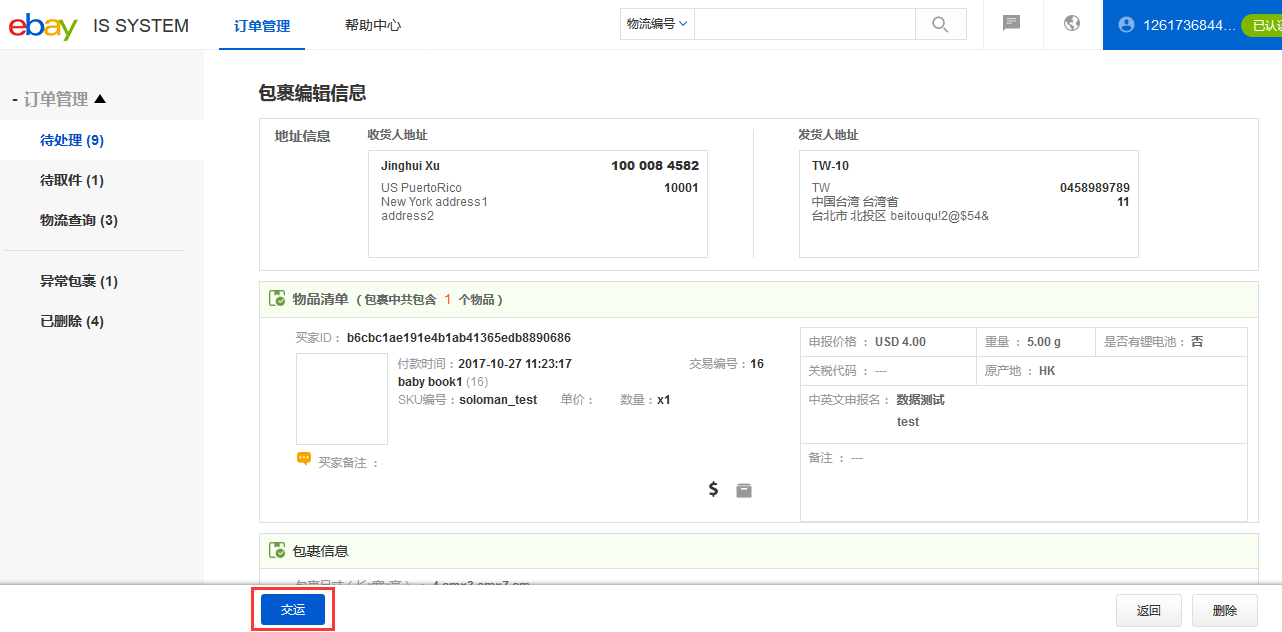 ebay IS SYSTEM 订单管理 帮助中心 物流编号 1261736844...
- 订单管理 ▲
待处理 (9)
待取件 (1)
物流查询 (3)
异常包裹 (1)
已删除 (4)
包裹编辑信息
地址信息
收货人地址
Jinghui Xu 100 008 4582
US PuertoRico 10001
New York address1
address2
发货人地址
TW-10
TW 0458989789
中国台湾 台湾省 11
台北市 北投区 beitouqu!2@$54&
物品清单 ( 包裹中共包含 1 个物品 )
买家ID： b6cbc1ae191e4b1ab41365edb8890686
付款时间：2017-10-27 11:23:17 交易编号：16
baby book1 (16)
SKU编号：soloman_test 单价： 数量：x1
买家备注 ：
$
申报价格 ： USD 4.00 重量 ： 5.00 g 是否有锂电池： 否
关税代码 ： --- 原产地 ： HK
中英文申报名： 数据测试
test
备注 ： ---
包裹信息
交运 返回 删除